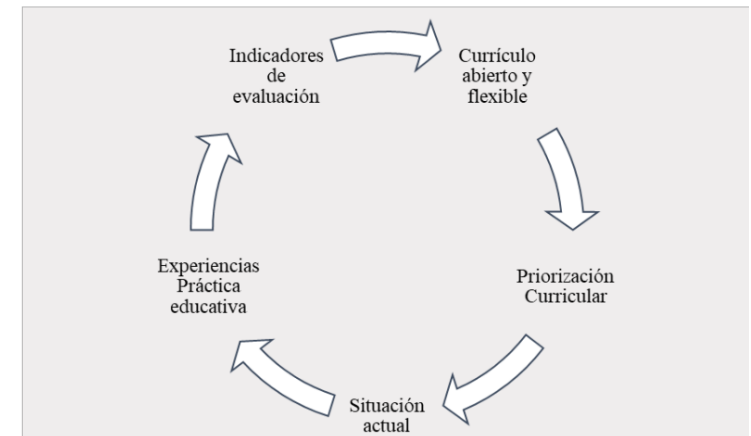 Indicadores
de
evaluación
Currículo
abierto y
flexible
Priorización
Curricular
Situación
actual
Experiencias
Práctica
educativa